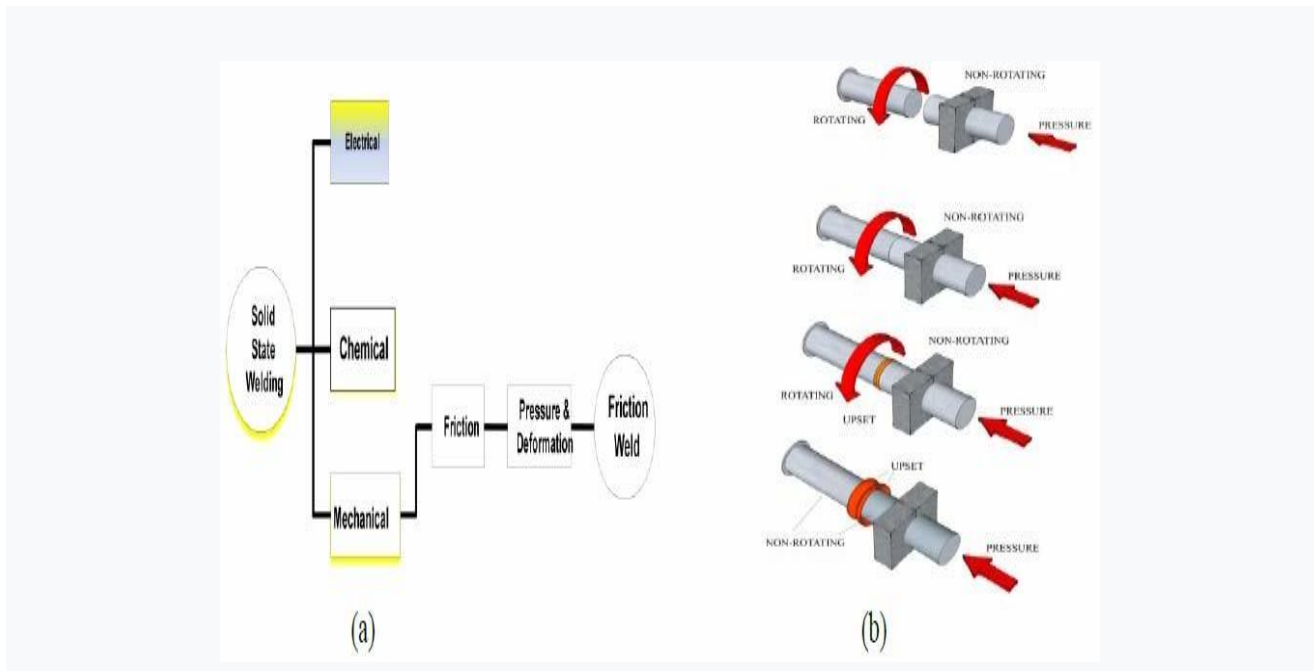 Electrical
Solid
State
Welding
Chemical
Mechanical
Friction
Pressure &
Deformation
Friction
Weld
(a)
NON-ROTATING
ROTATING
PRESSURE
NON-ROTATING
ROTATING
PRESSURE
NON-ROTATING
ROTATING
UPSET
PRESSURE
UPSET
NON-ROTATING
PRESSURE
(b)